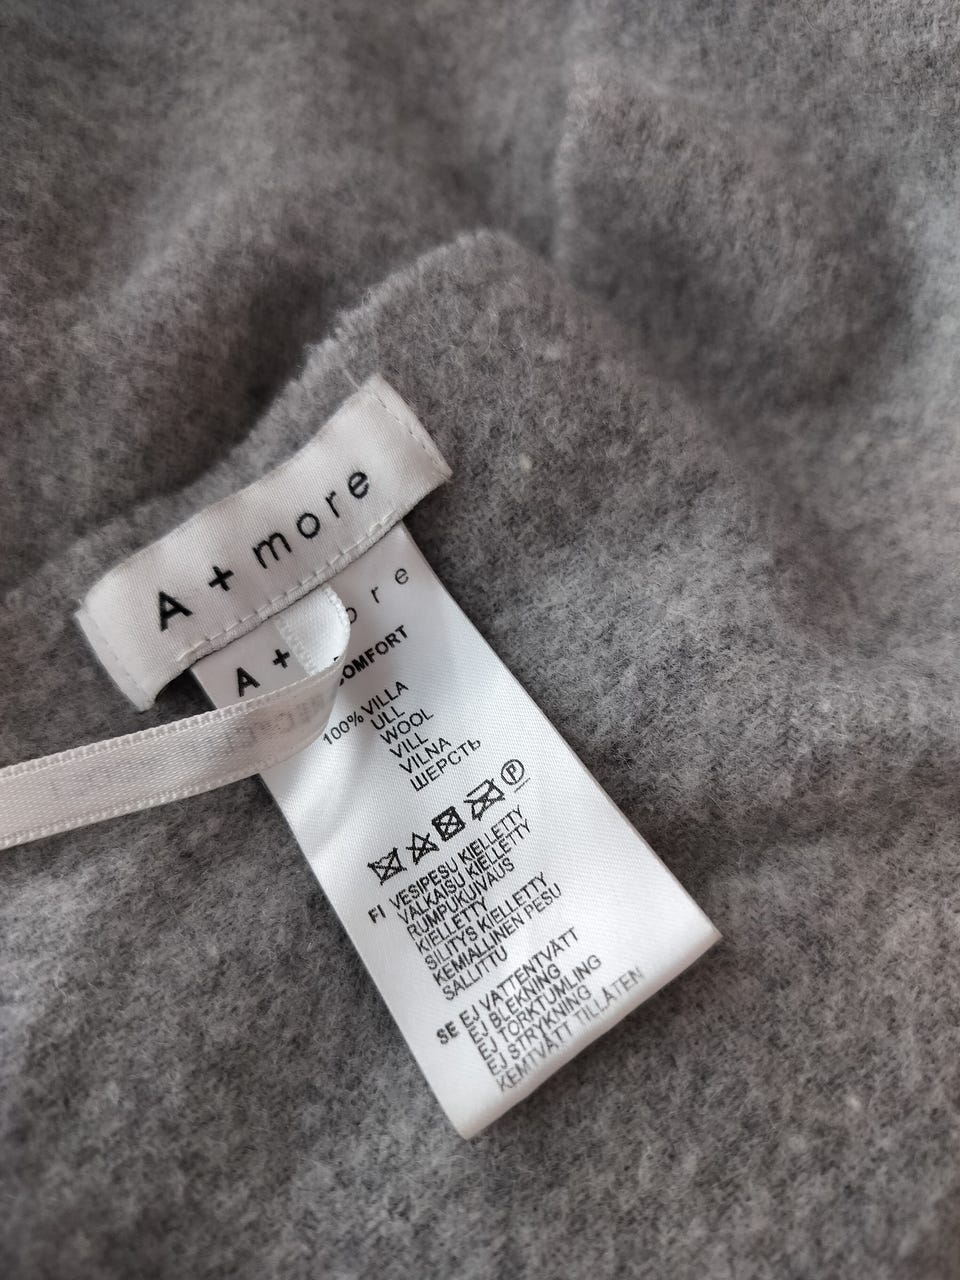 A + more
A + ore
COMFORT
100% VILLA
ULL
WOOL
VILL
VILNA
ШЕРСТЬ
P
FI VESIPESU KIELLETTY
VALKAISU KIELLETTY
RUMPUKUIVAUS
KIELLETTY
SILITYS KIELLETTY
KEMIALLINEN PESU
SALLITTU
SE EJ VATTENTVÄTT
EJ BLEKNING
EJ TORKTUMLING
EJ STRYKNING
KEMTVÄTT TILLÅTEN